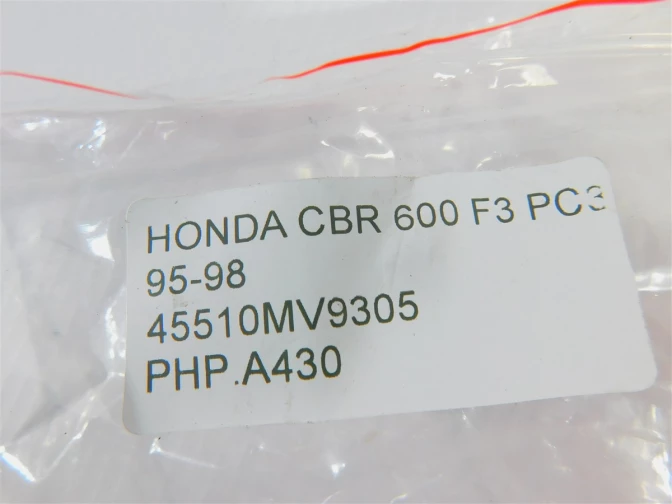 HONDA CBR 600 F3 PC3
95-98
45510MV9305
PHP.A430